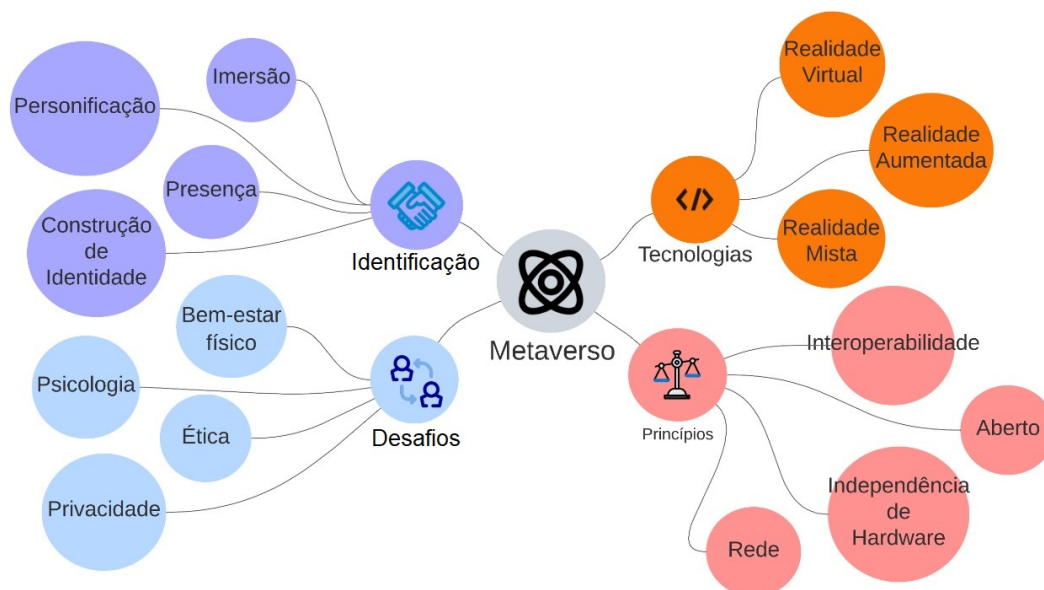 Metaverso
Identificação
Imersão
Personificação
Presença
Construção
de
Identidade
Tecnologias
Realidade
Virtual
Realidade
Aumentada
Realidade
Mista
Desafios
Bem-estar
físico
Psicologia
Ética
Privacidade
Princípios
Interoperabilidade
Aberto
Independência
de
Hardware
Rede